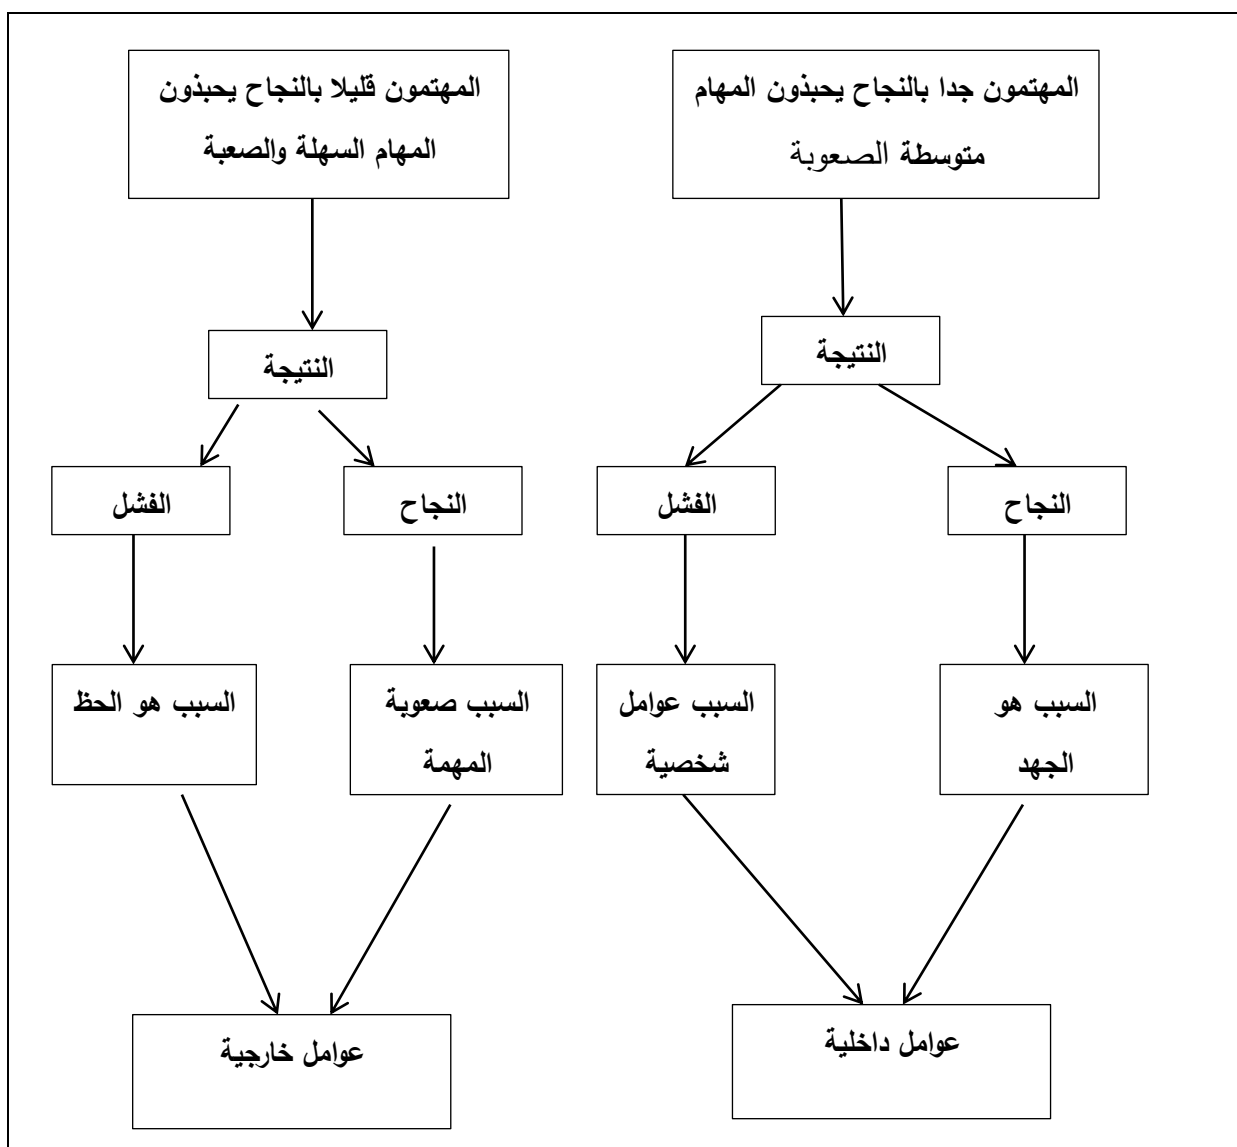 المهتمون جدا بالنجاح يحبذون المهام
متوسطة الصعوبة
المهتمون قليلا بالنجاح يحبذون
المهام السهلة والصعبة
النتيجة
النتيجة
النجاح
الفشل
النجاح
الفشل
السبب هو
الجهد
السبب عوامل
شخصية
السبب صعوبة
المهمة
السبب هو الحظ
عوامل داخلية
عوامل خارجية